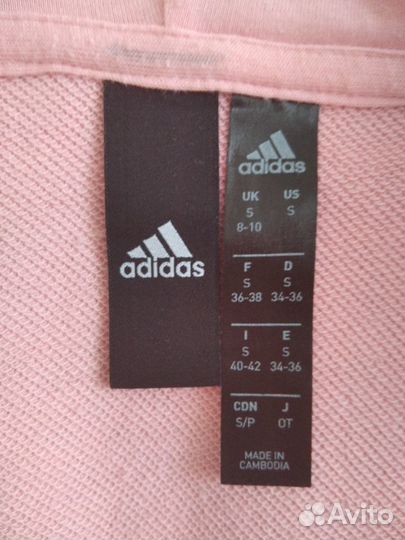 adidas
adidas
UK US
S S
8-10
F D
S S
36-38 34-36
I E
S S
40-42 34-36
CDN J
S/P OT
MADE IN
CAMBODIA
Avito